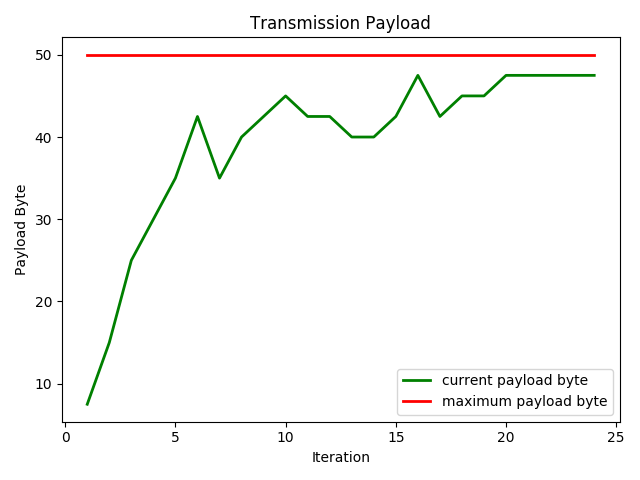 Transmission Payload
50
40
30
20
10
Payload Byte
current payload byte
maximum payload byte
0 5 10 15 20 25
Iteration